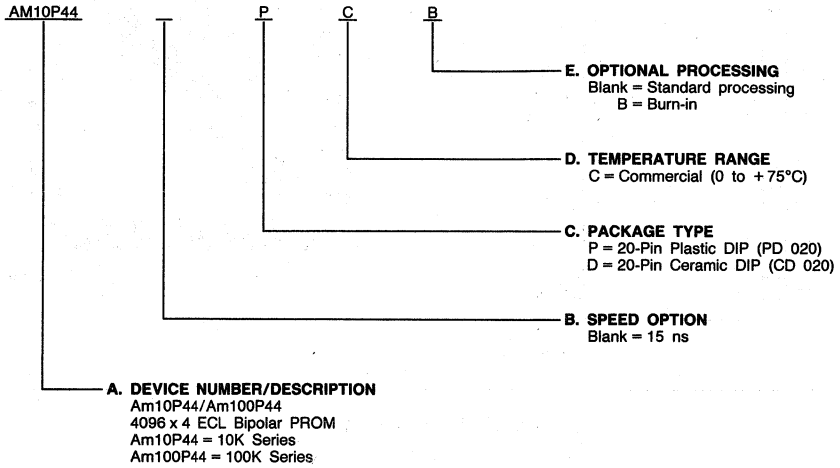 AM10P44 P C B
E. OPTIONAL PROCESSING
Blank = Standard processing
B = Burn-in
D. TEMPERATURE RANGE
C = Commercial (0 to +75°C)
C. PACKAGE TYPE
P = 20-Pin Plastic DIP (PD 020)
D = 20-Pin Ceramic DIP (CD 020)
B. SPEED OPTION
Blank = 15 ns
A. DEVICE NUMBER/DESCRIPTION
Am10P44/Am100P44
4096 x 4 ECL Bipolar PROM
Am10P44 = 10K Series
Am100P44 = 100K Series